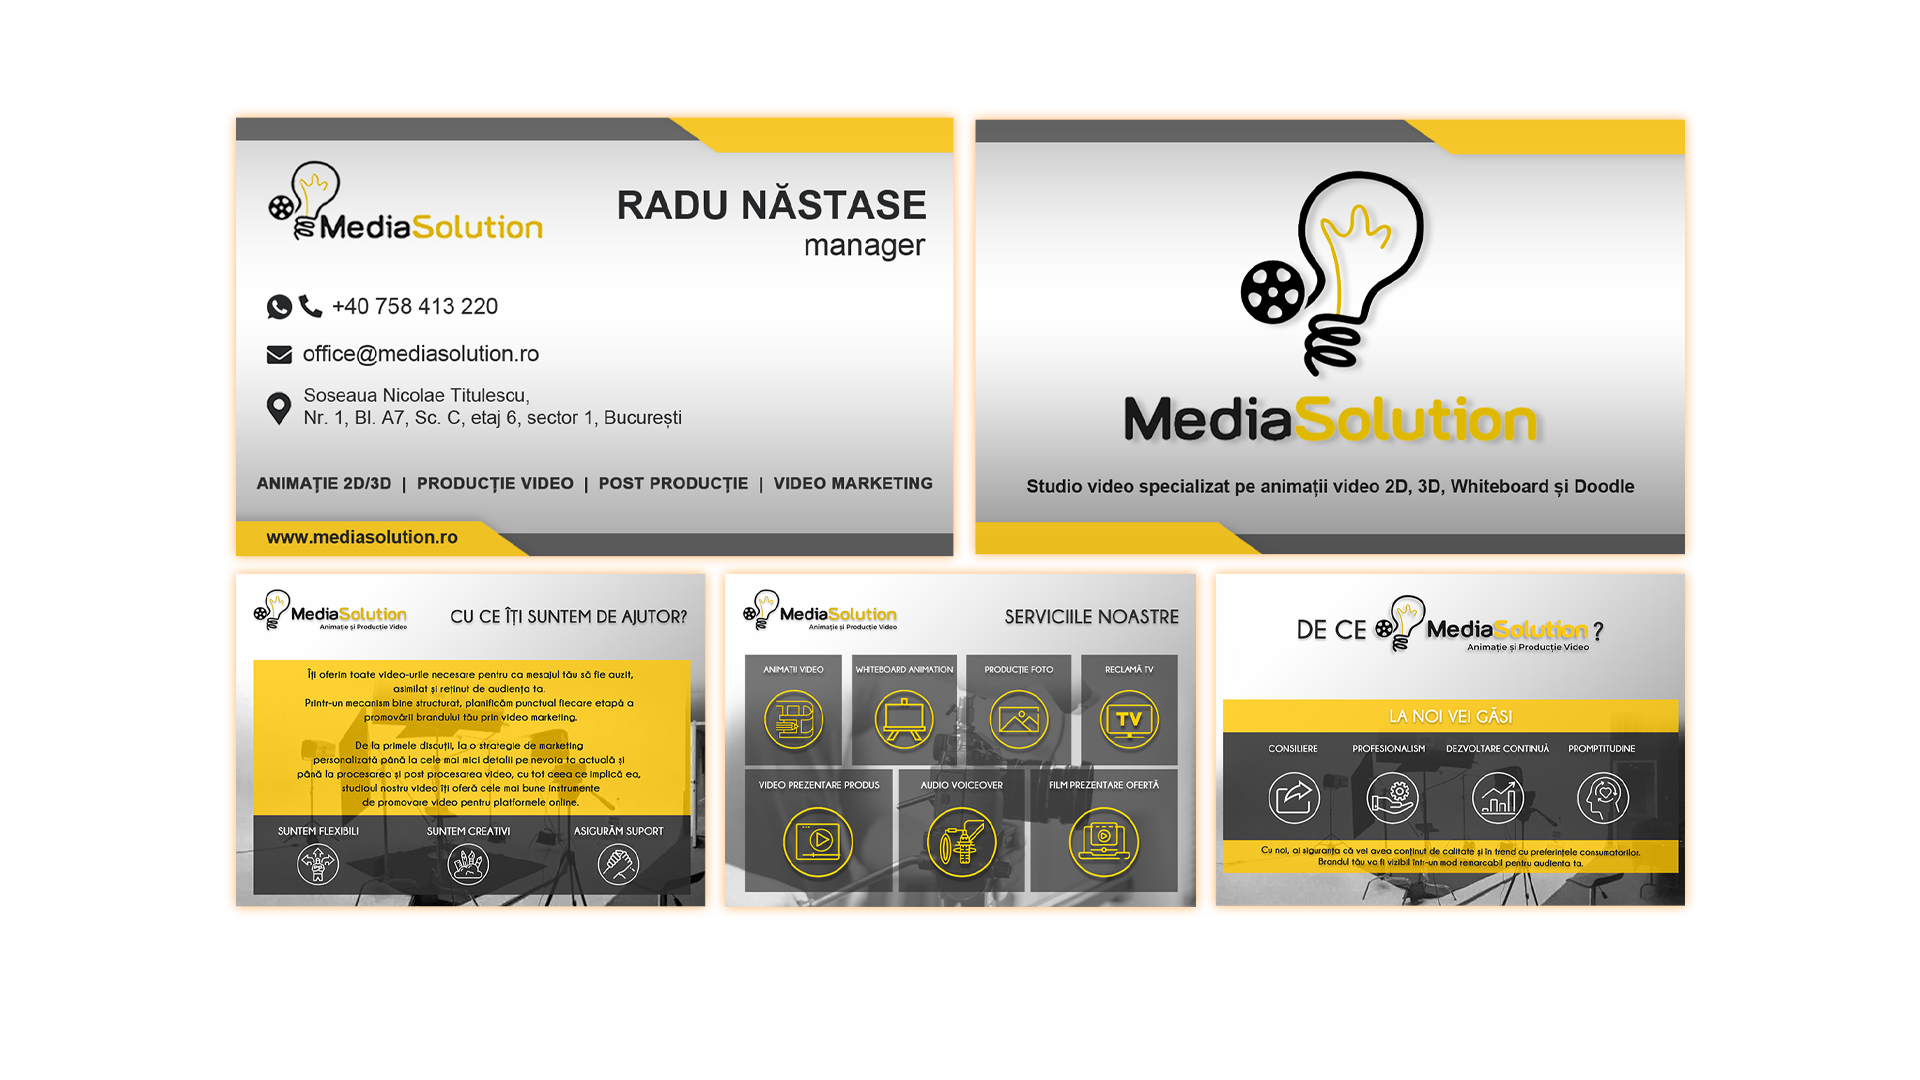 MediaSolution
RADU NĂSTASE
manager
+40 758 413 220
office@mediasolution.ro
Soseaua Nicolae Titulescu,
Nr. 1, Bl. A7, Sc. C, etaj 6, sector 1, București
ANIMAȚIE 2D/3D | PRODUCȚIE VIDEO | POST PRODUCȚIE | VIDEO MARKETING
www.mediasolution.ro
MediaSolution
Studio video specializat pe animații video 2D, 3D, Whiteboard și Doodle
MediaSolution
Animație și Producție Video
CU CE ÎȚI SUNTEM DE AJUTOR?
Îți oferim toate video-urile necesare pentru ca mesajul tău să fie auzit,
asimilat și reținut de audiența ta.
Printr-un mecanism bine structurat, planificăm punctual fiecare etapă a
promovării brandului tău prin video marketing.
De la primele discuții, la o strategie de marketing
personalizată până la cele mai mici detalii pe nevoia ta actuală și
până la procesarea și post procesarea video, cu tot ceea ce implică ea,
studioul nostru video îți oferă cele mai bune instrumente
de promovare video pentru platformele online.
SUNTEM FLEXIBILI
SUNTEM CREATIVI
ASIGURĂM SUPORT
MediaSolution
Animație și Producție Video
SERVICIILE NOASTRE
ANIMAȚII VIDEO
WHITEBOARD ANIMATION
PRODUCȚIE FOTO
RECLAMĂ TV
TV
VIDEO PREZENTARE PRODUS
AUDIO VOICEOVER
FILM PREZENTARE OFERTĂ
DE CE MediaSolution ?
Animație și Producție Video
LA NOI VEI GĂSI
CONSILIERE
PROFESIONALISM
DEZVOLTARE CONTINUĂ
PROMPTITUDINE
Cu noi, ai siguranța că vei avea conținut de calitate și în trend cu preferințele consumatorilor.
Brandul tău va fi vizibil într-un mod remarcabil pentru audiența ta.